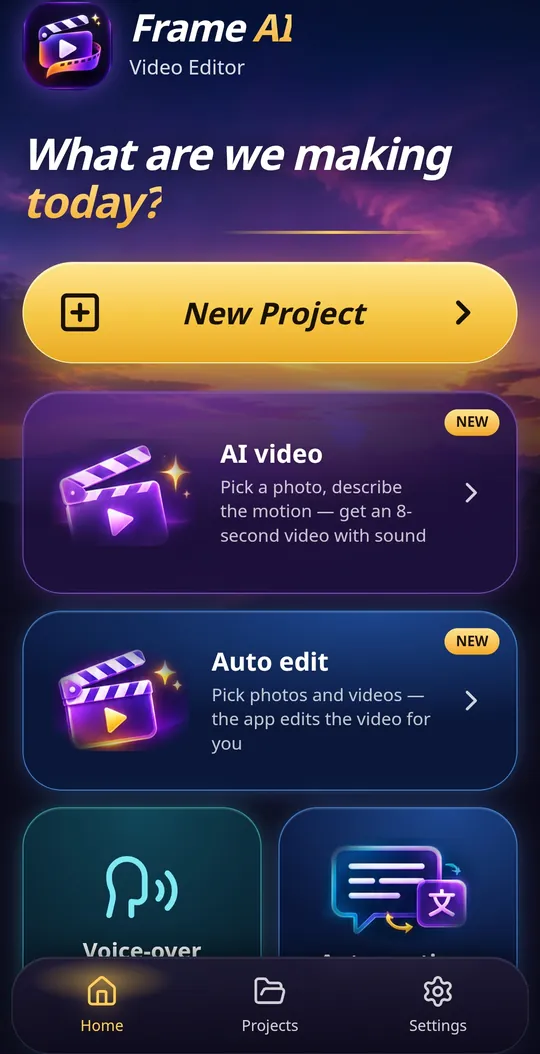 Frame AI
Video Editor
What are we making
today?
New Project
NEW
AI video
Pick a photo, describe
the motion — get an 8-
second video with sound
NEW
Auto edit
Pick photos and videos —
the app edits the video for
you
文
Voice-over
Home
Projects
Settings